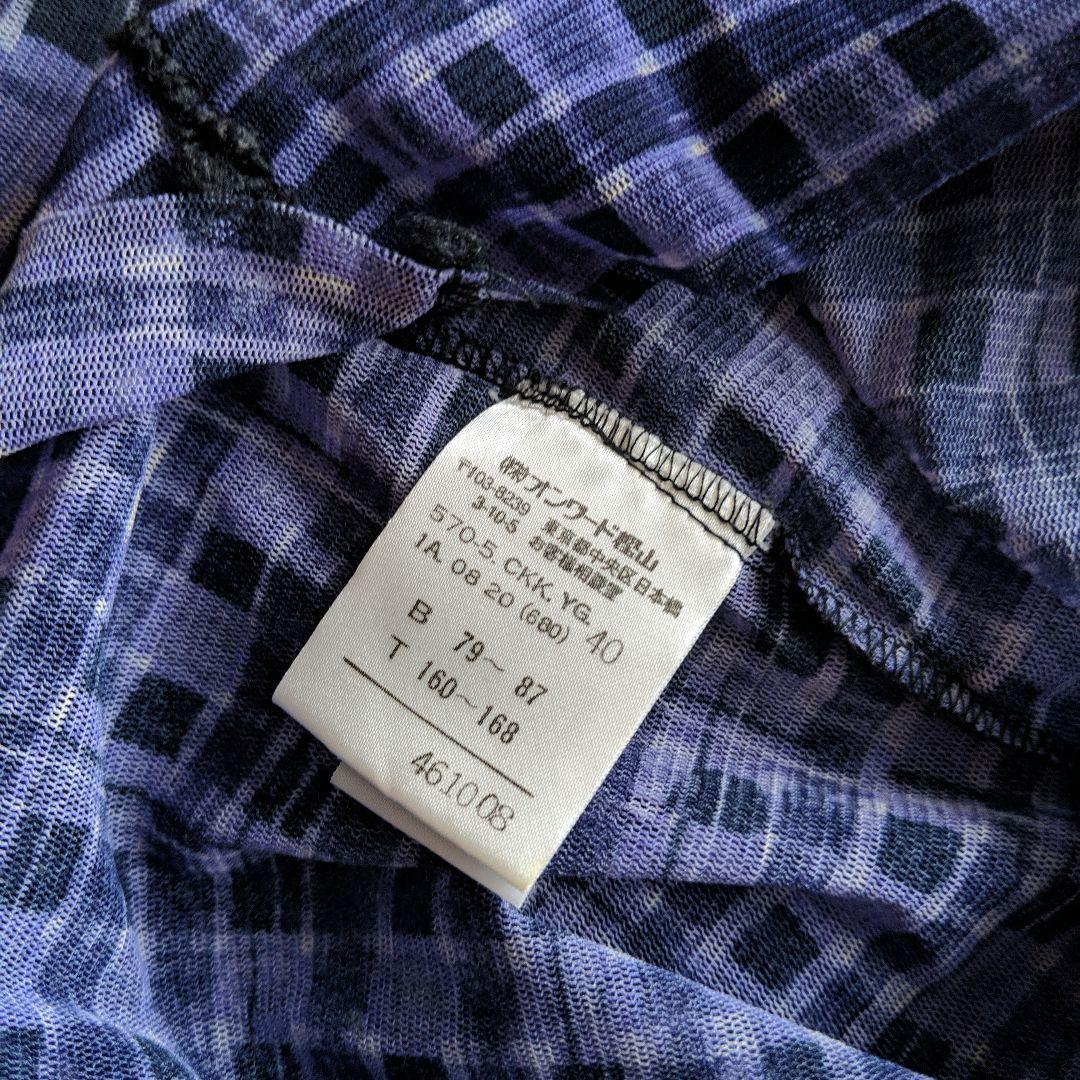 (株)オンワード樫山
〒103-8239 東京都中央区日本橋
3-10-5 お客様相談室
570-5. CKK. YG.
1A. 08 20 (680) 40
B 79〜87
T 160〜168
461008